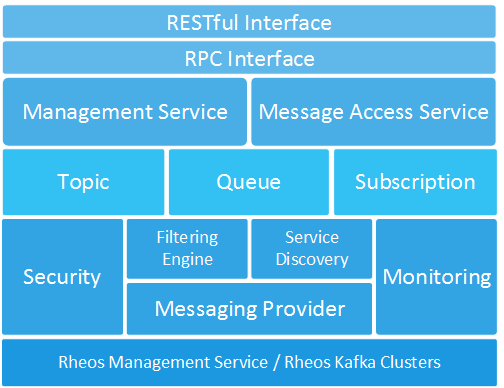 RESTful Interface
RPC Interface
Management Service
Message Access Service
Topic
Queue
Subscription
Security
Filtering
Engine
Service
Discovery
Monitoring
Messaging Provider
Rheos Management Service / Rheos Kafka Clusters